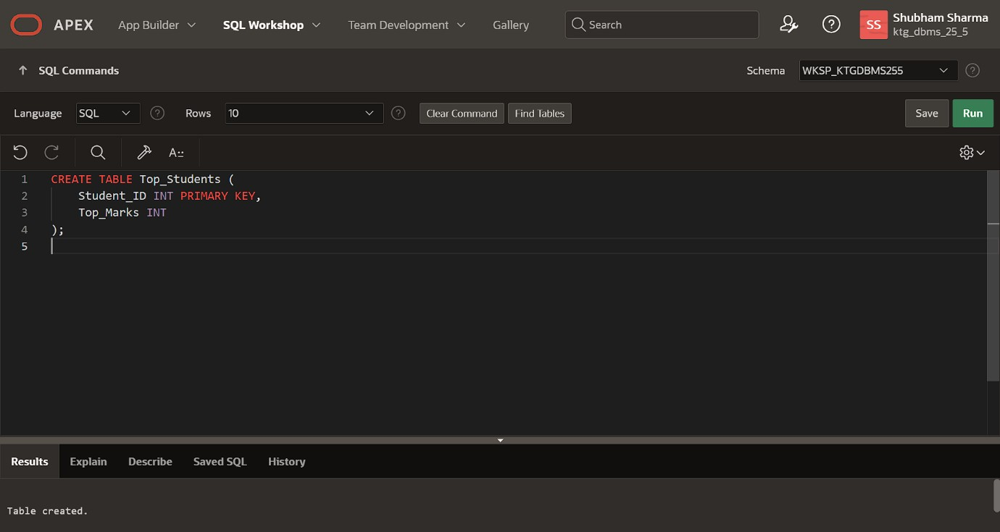 APEX App Builder SQL Workshop Team Development Gallery Search ? SS Shubham Sharma
ktg_dbms_25_5
SQL Commands Schema WKSP_KTGDBMS255 ?
Language SQL ? Rows 10 ? Clear Command Find Tables Save Run
A::
1 CREATE TABLE Top_Students (
2 Student_ID INT PRIMARY KEY,
3 Top_Marks INT
4 );
5
Results Explain Describe Saved SQL History
Table created.